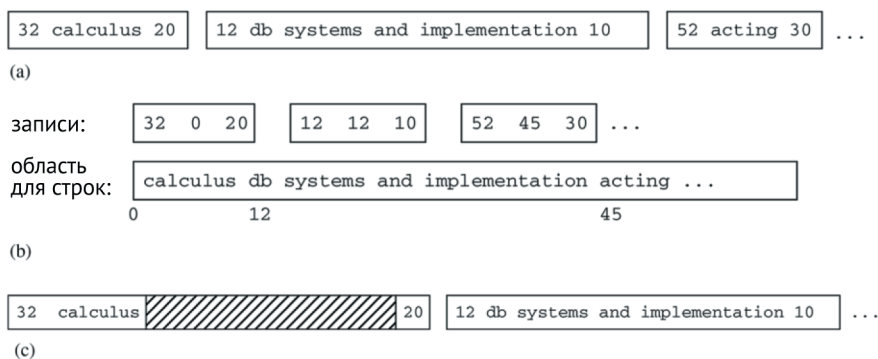 32 calculus 20 12 db systems and implementation 10 52 acting 30 ...
(a)
записи: 32 0 20 12 12 10 52 45 30 ...
область
для строк: calculus db systems and implementation acting ...
0 12 45
(b)
32 calculus 20 12 db systems and implementation 10 ...
(c)